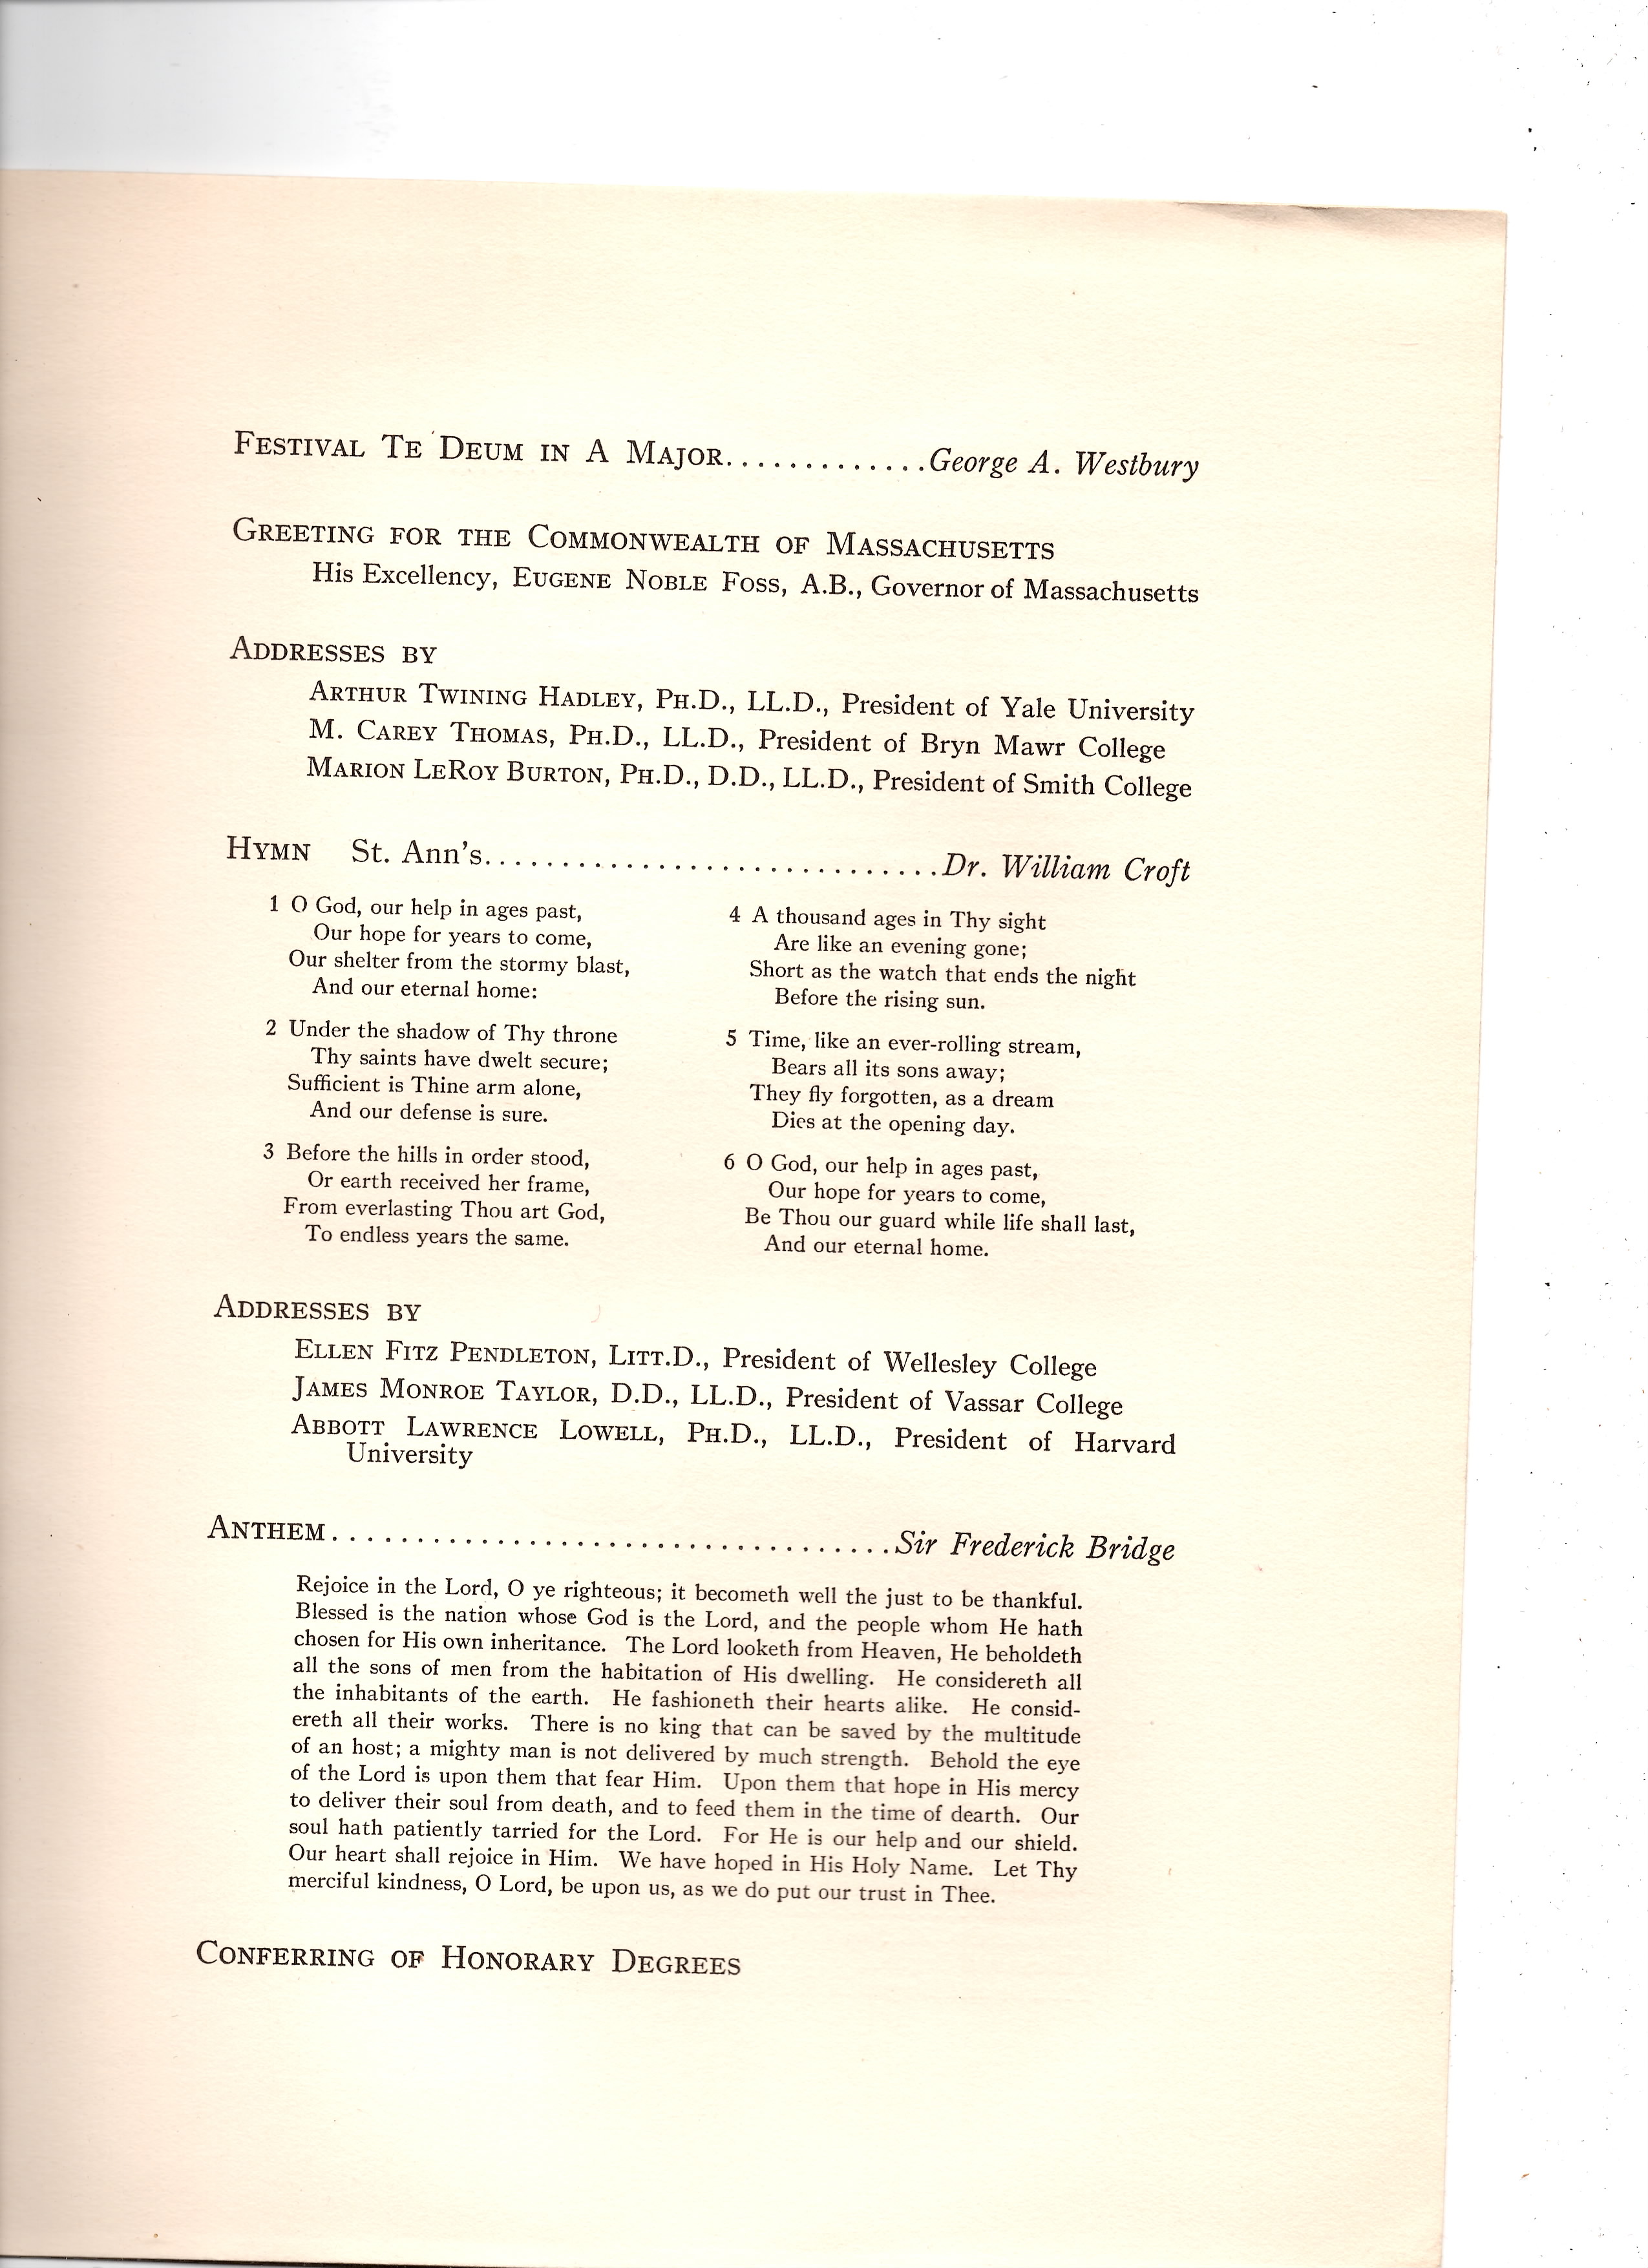 FESTIVAL TE DEUM IN A MAJOR.............George A. Westbury
GREETING FOR THE COMMONWEALTH OF MASSACHUSETTS
His Excellency, EUGENE NOBLE FOSS, A.B., Governor of Massachusetts
ADDRESSES BY
ARTHUR TWINING HADLEY, PH.D., LL.D., President of Yale University
M. CAREY THOMAS, PH.D., LL.D., President of Bryn Mawr College
MARION LEROY BURTON, PH.D., D.D., LL.D., President of Smith College
HYMN St. Ann's...........................Dr. William Croft
1 O God, our help in ages past,
Our hope for years to come,
Our shelter from the stormy blast,
And our eternal home:
2 Under the shadow of Thy throne
Thy saints have dwelt secure;
Sufficient is Thine arm alone,
And our defense is sure.
3 Before the hills in order stood,
Or earth received her frame,
From everlasting Thou art God,
To endless years the same.
4 A thousand ages in Thy sight
Are like an evening gone;
Short as the watch that ends the night
Before the rising sun.
5 Time, like an ever-rolling stream,
Bears all its sons away;
They fly forgotten, as a dream
Dies at the opening day.
6 O God, our help in ages past,
Our hope for years to come,
Be Thou our guard while life shall last,
And our eternal home.
ADDRESSES BY
ELLEN FITZ PENDLETON, LITT.D., President of Wellesley College
JAMES MONROE TAYLOR, D.D., LL.D., President of Vassar College
ABBOTT LAWRENCE LOWELL, PH.D., LL.D., President of Harvard
University
ANTHEM..................................Sir Frederick Bridge
Rejoice in the Lord, O ye righteous; it becometh well the just to be thankful.
Blessed is the nation whose God is the Lord, and the people whom He hath
chosen for His own inheritance. The Lord looketh from Heaven, He beholdeth
all the sons of men from the habitation of His dwelling. He considereth all
the inhabitants of the earth. He fashioneth their hearts alike. He consid-
ereth all their works. There is no king that can be saved by the multitude
of an host; a mighty man is not delivered by much strength. Behold the eye
of the Lord is upon them that fear Him. Upon them that hope in His mercy
to deliver their soul from death, and to feed them in the time of dearth. Our
soul hath patiently tarried for the Lord. For He is our help and our shield.
Our heart shall rejoice in Him. We have hoped in His Holy Name. Let Thy
merciful kindness, O Lord, be upon us, as we do put our trust in Thee.
CONFERRING OF HONORARY DEGREES